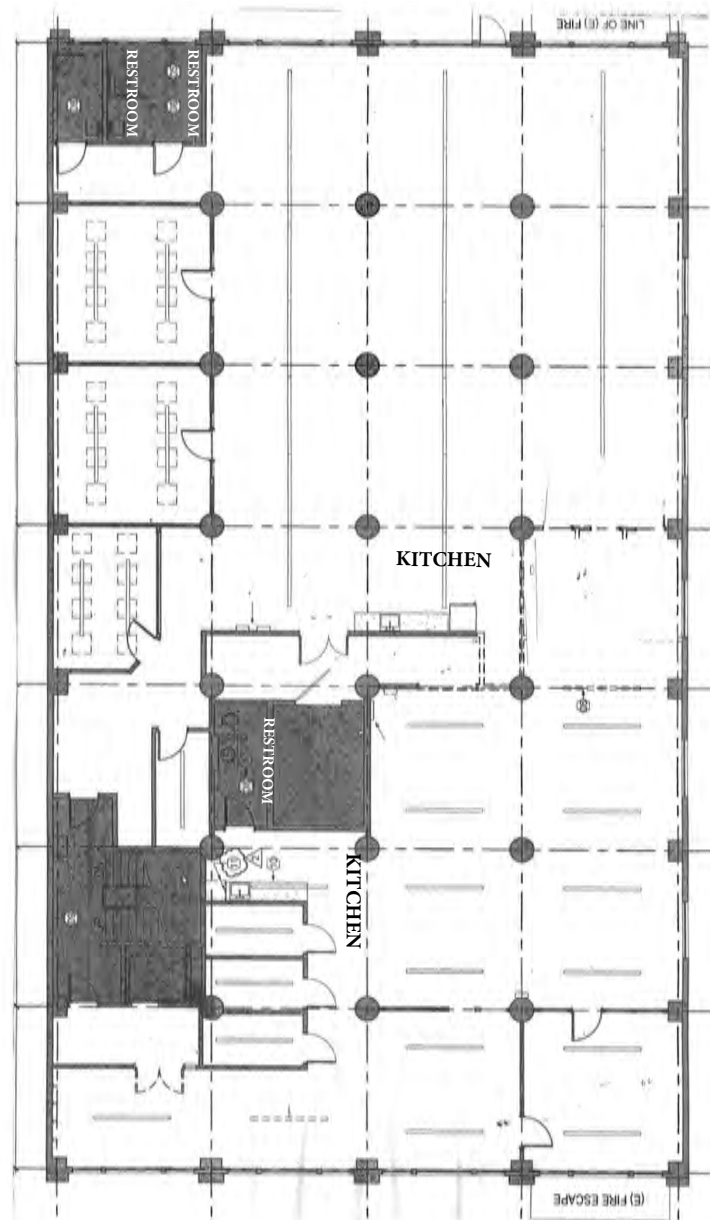 LINE OF (E) FIRE
RESTROOM
RESTROOM
KITCHEN
RESTROOM
KITCHEN
(E) FIRE ESCAPE